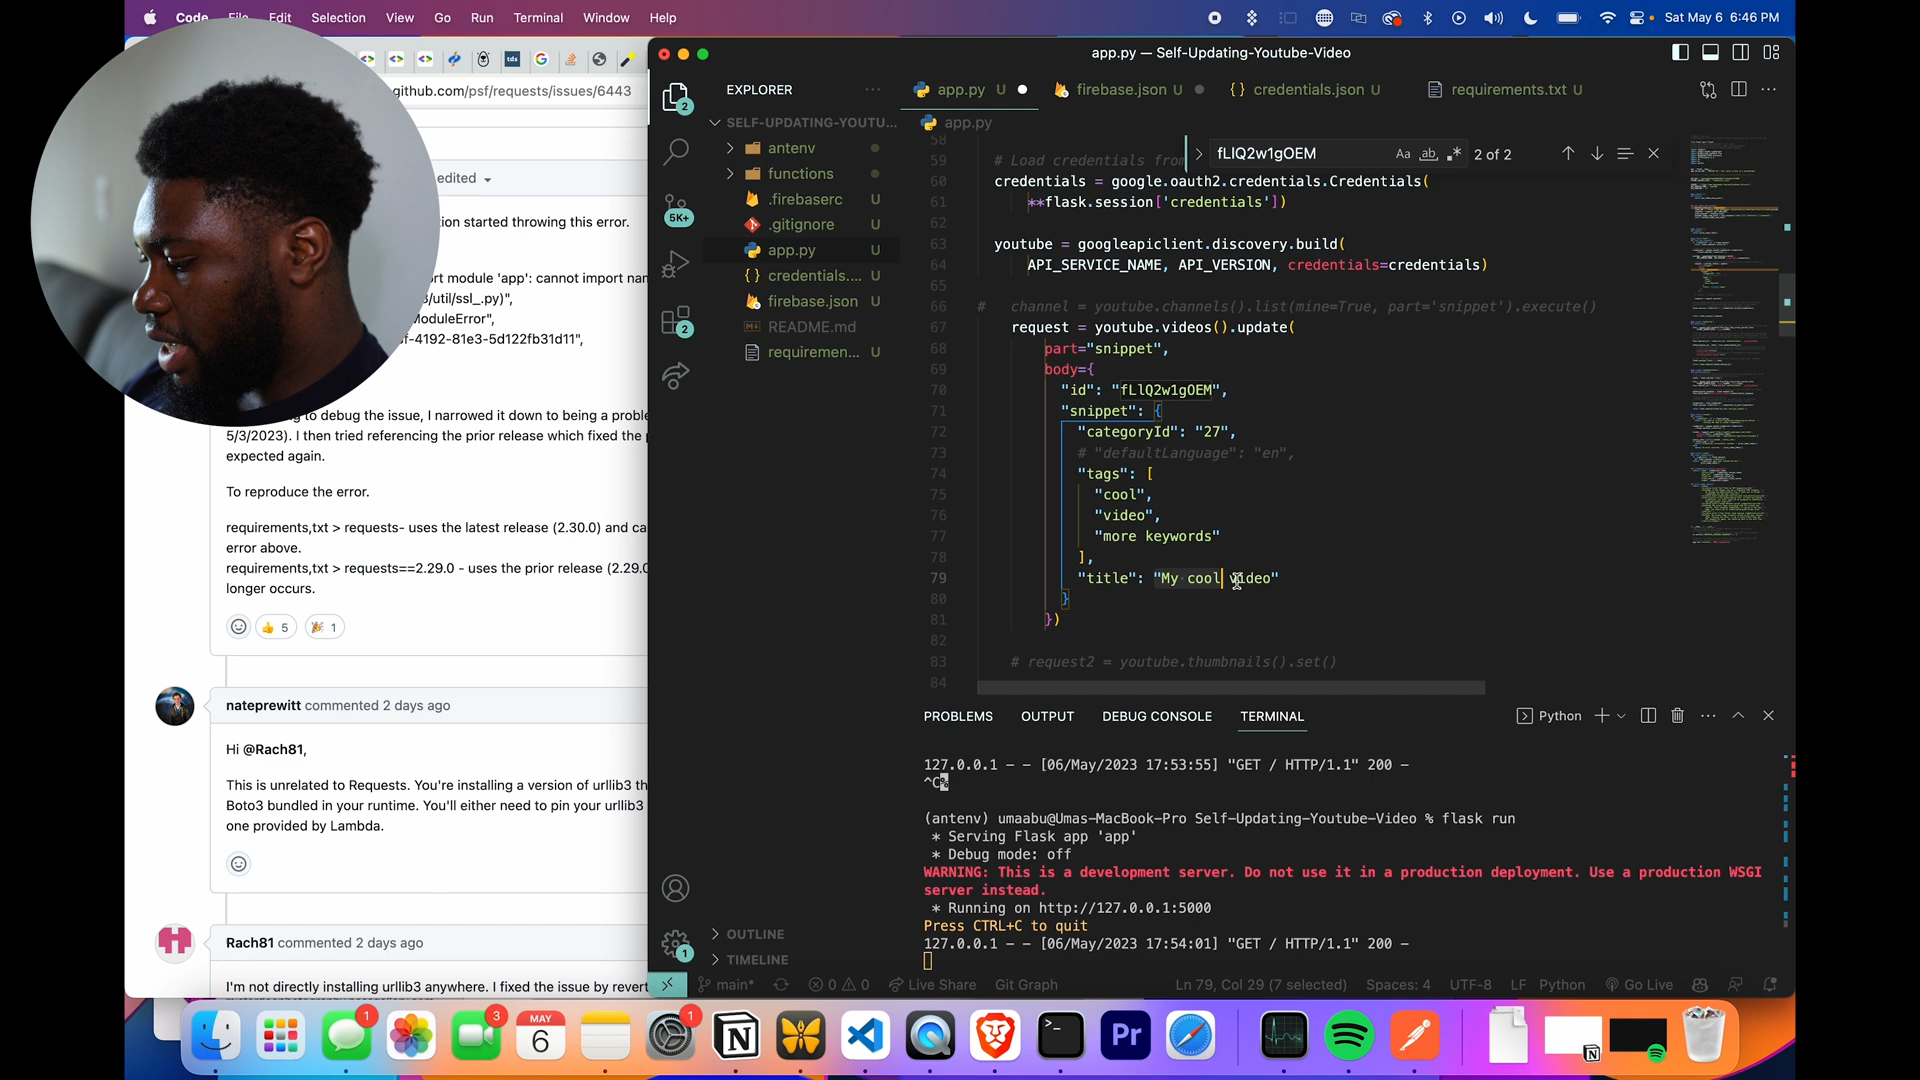 Code File Edit Selection View Go Run Terminal Window Help
Sat May 6 6:46 PM
github.com/psf/requests/issues/6443
edited
tion started throwing this error.
ort module 'app': cannot import nam
3/util/ssl_.py)",
ModuleError",
f-4192-81e3-5d122fb31d11",
to debug the issue, I narrowed it down to being a proble
5/3/2023). I then tried referencing the prior release which fixed the p
expected again.
To reproduce the error.
requirements,txt > requests- uses the latest release (2.30.0) and ca
error above.
requirements,txt > requests==2.29.0 - uses the prior release (2.29.0
longer occurs.
5
1
nateprewitt commented 2 days ago
Hi @Rach81,
This is unrelated to Requests. You're installing a version of urllib3 th
Boto3 bundled in your runtime. You'll either need to pin your urllib3
one provided by Lambda.
Rach81 commented 2 days ago
I'm not directly installing urllib3 anywhere. I fixed the issue by revert
app.py — Self-Updating-Youtube-Video
EXPLORER
SELF-UPDATING-YOUTU...
antenv
functions
.firebaserc U
.gitignore U
app.py U
credentials.... U
firebase.json U
README.md
requiremen... U
OUTLINE
TIMELINE
2
5K+
2
1
app.py U
firebase.json U
credentials.json U
requirements.txt U
app.py
fLlQ2w1gOEM Aa ab 2 of 2
58
59 # Load credentials from
60 credentials = google.oauth2.credentials.Credentials(
61 **flask.session['credentials'])
62
63 youtube = googleapiclient.discovery.build(
64 API_SERVICE_NAME, API_VERSION, credentials=credentials)
65
66 # channel = youtube.channels().list(mine=True, part='snippet').execute()
67 request = youtube.videos().update(
68 part="snippet",
69 body={
70 "id": "fLlQ2w1gOEM",
71 "snippet": {
72 "categoryId": "27",
73 # "defaultLanguage": "en",
74 "tags": [
75 "cool",
76 "video",
77 "more keywords"
78 ],
79 "title": "My cool video"
80 }
81 })
82
83 # request2 = youtube.thumbnails().set()
84
PROBLEMS OUTPUT DEBUG CONSOLE TERMINAL
Python
127.0.0.1 - - [06/May/2023 17:53:55] "GET / HTTP/1.1" 200 -
^C%
(antenv) umaabu@Umas-MacBook-Pro Self-Updating-Youtube-Video % flask run
* Serving Flask app 'app'
* Debug mode: off
WARNING: This is a development server. Do not use it in a production deployment. Use a production WSGI
server instead.
* Running on http://127.0.0.1:5000
Press CTRL+C to quit
127.0.0.1 - - [06/May/2023 17:54:01] "GET / HTTP/1.1" 200 -
main* 0 0 Live Share Git Graph
Ln 79, Col 29 (7 selected) Spaces: 4 UTF-8 LF Python Go Live
1
3
MAY
6
1
Pr